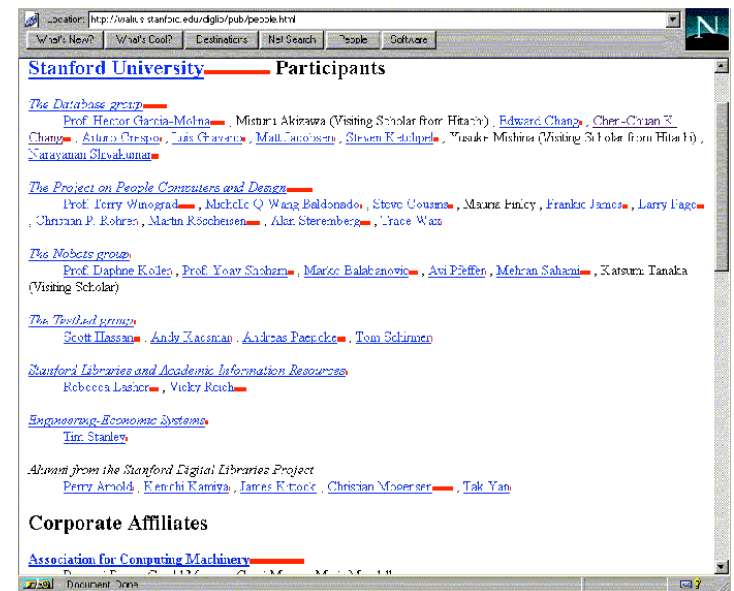 Location: http://walrus.stanford.edu/diglib/pub/people.html
N
What's New? What's Cool? Destinations Net Search People Software
Stanford University Participants
The Database group
Prof. Hector Garcia-Molina , Mistumi Akizawa (Visiting Scholar from Hitachi) , Edward Chang , Chen-Chuan K.
Chang , Arturo Crespo , Luis Gravano , Matt Jacobsen , Steven Ketchpel , Yusuke Mishina (Visiting Scholar from Hitachi) ,
Narayanan Shivakumar
The Project on People Computers and Design
Prof. Terry Winograd , Michelle Q Wang Baldonado , Steve Cousins , Mauria Finley , Frankie James , Larry Page
, Christian P. Rohren , Martin Röscheisen , Alan Steremberg , Trace Wax
The Nobots group
Prof. Daphne Koller , Prof. Yoav Shoham , Marko Balabanovic , Avi Pfeffer , Mehran Sahami , Katsumi Tanaka
(Visiting Scholar)
The Testbed group
Scott Hassan , Andy Kacsmar , Andreas Paepcke , Tom Schirmer
Stanford Libraries and Academic Information Resources
Rebecca Lasher , Vicky Reich
Engineering-Economic Systems
Tim Stanley
Alumni from the Stanford Digital Libraries Project
Perry Arnold , Kenichi Kamiya , James Kittock , Christian Mogensen , Tak Yan
Corporate Affiliates
Association for Computing Machinery
Document: Done